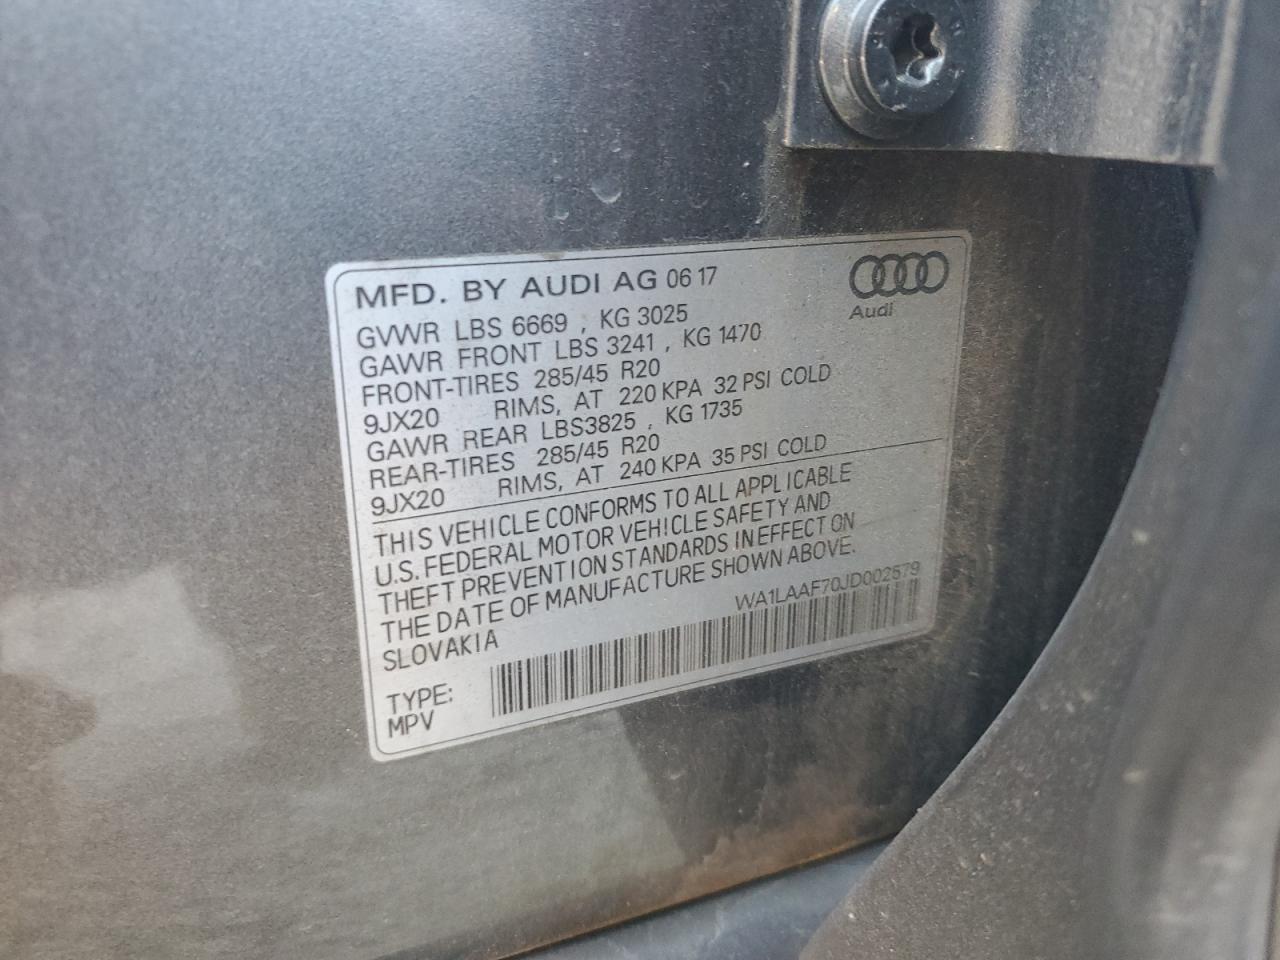 MFD. BY AUDI AG 06 17
Audi
GVWR LBS 6669 , KG 3025
GAWR FRONT LBS 3241 , KG 1470
FRONT-TIRES 285/45 R20
9JX20 RIMS, AT 220 KPA 32 PSI COLD
GAWR REAR LBS3825 , KG 1735
REAR-TIRES 285/45 R20
9JX20 RIMS, AT 240 KPA 35 PSI COLD
THIS VEHICLE CONFORMS TO ALL APPLICABLE
U.S. FEDERAL MOTOR VEHICLE SAFETY AND
THEFT PREVENTION STANDARDS IN EFFECT ON
THE DATE OF MANUFACTURE SHOWN ABOVE.
SLOVAKIA
WA1LAAF70JD002579
TYPE:
MPV